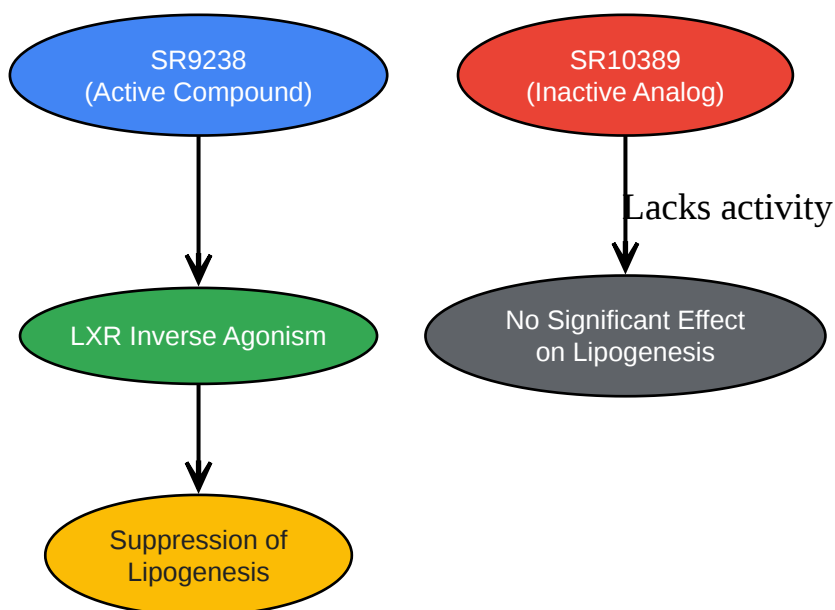 SR9238
(Active Compound)
SR10389
(Inactive Analog)
Lacks activity
LXR Inverse Agonism
No Significant Effect
on Lipogenesis
Suppression of
Lipogenesis